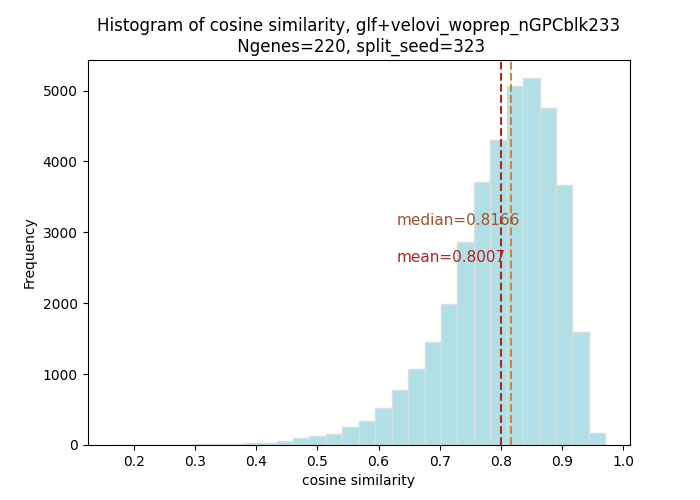 Histogram of cosine similarity, glf+velovi_woprep_nGPCblk233
Ngenes=220, split_seed=323
Frequency
5000
4000
3000
2000
1000
0
median=0.8166
mean=0.8007
0.2 0.3 0.4 0.5 0.6 0.7 0.8 0.9 1.0
cosine similarity